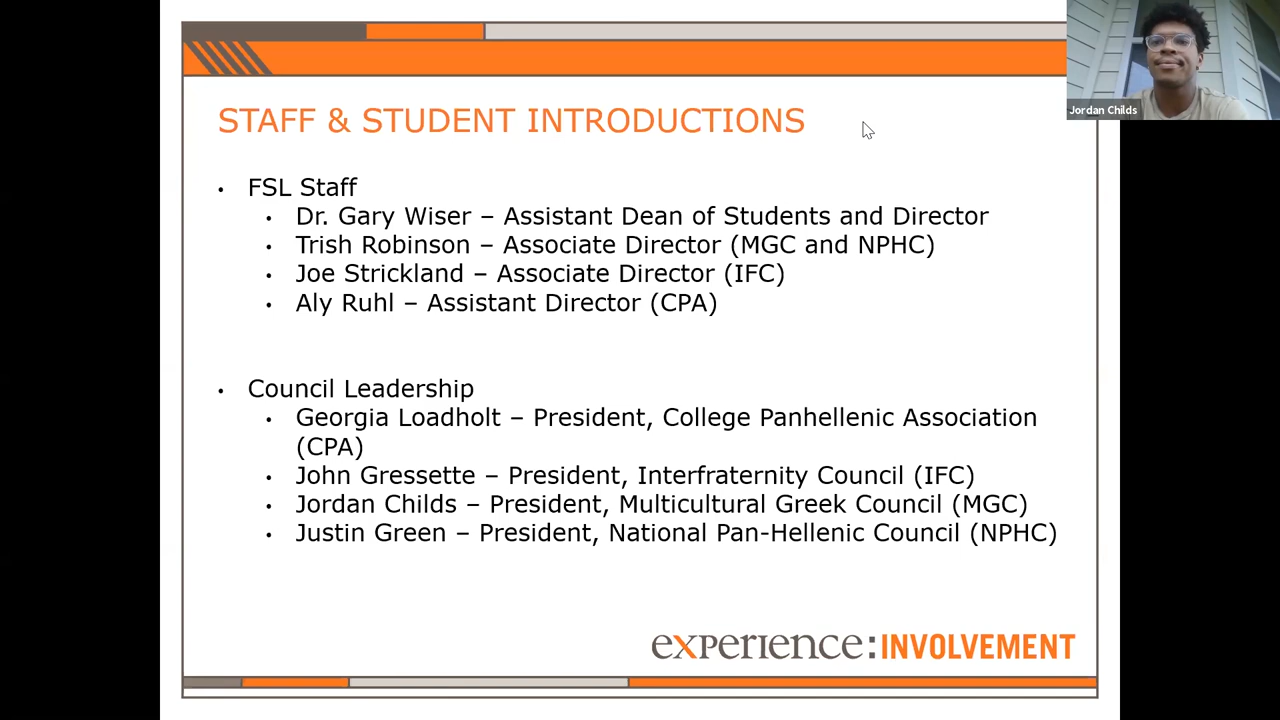 Jordan Childs
STAFF & STUDENT INTRODUCTIONS
• FSL Staff
• Dr. Gary Wiser – Assistant Dean of Students and Director
• Trish Robinson – Associate Director (MGC and NPHC)
• Joe Strickland – Associate Director (IFC)
• Aly Ruhl – Assistant Director (CPA)
• Council Leadership
• Georgia Loadholt – President, College Panhellenic Association
(CPA)
• John Gressette – President, Interfraternity Council (IFC)
• Jordan Childs – President, Multicultural Greek Council (MGC)
• Justin Green – President, National Pan-Hellenic Council (NPHC)
experience:INVOLVEMENT